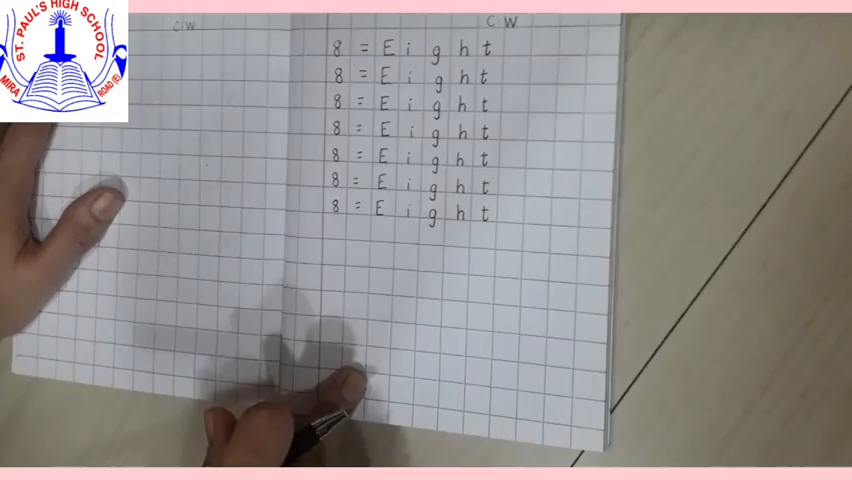 ST. PAUL'S HIGH SCHOOL
MIRA ROAD (E)
C W
C W
8 = E i g h t
8 = E i g h t
8 = E i g h t
8 = E i g h t
8 = E i g h t
8 = E i g h t
8 = E i g h t